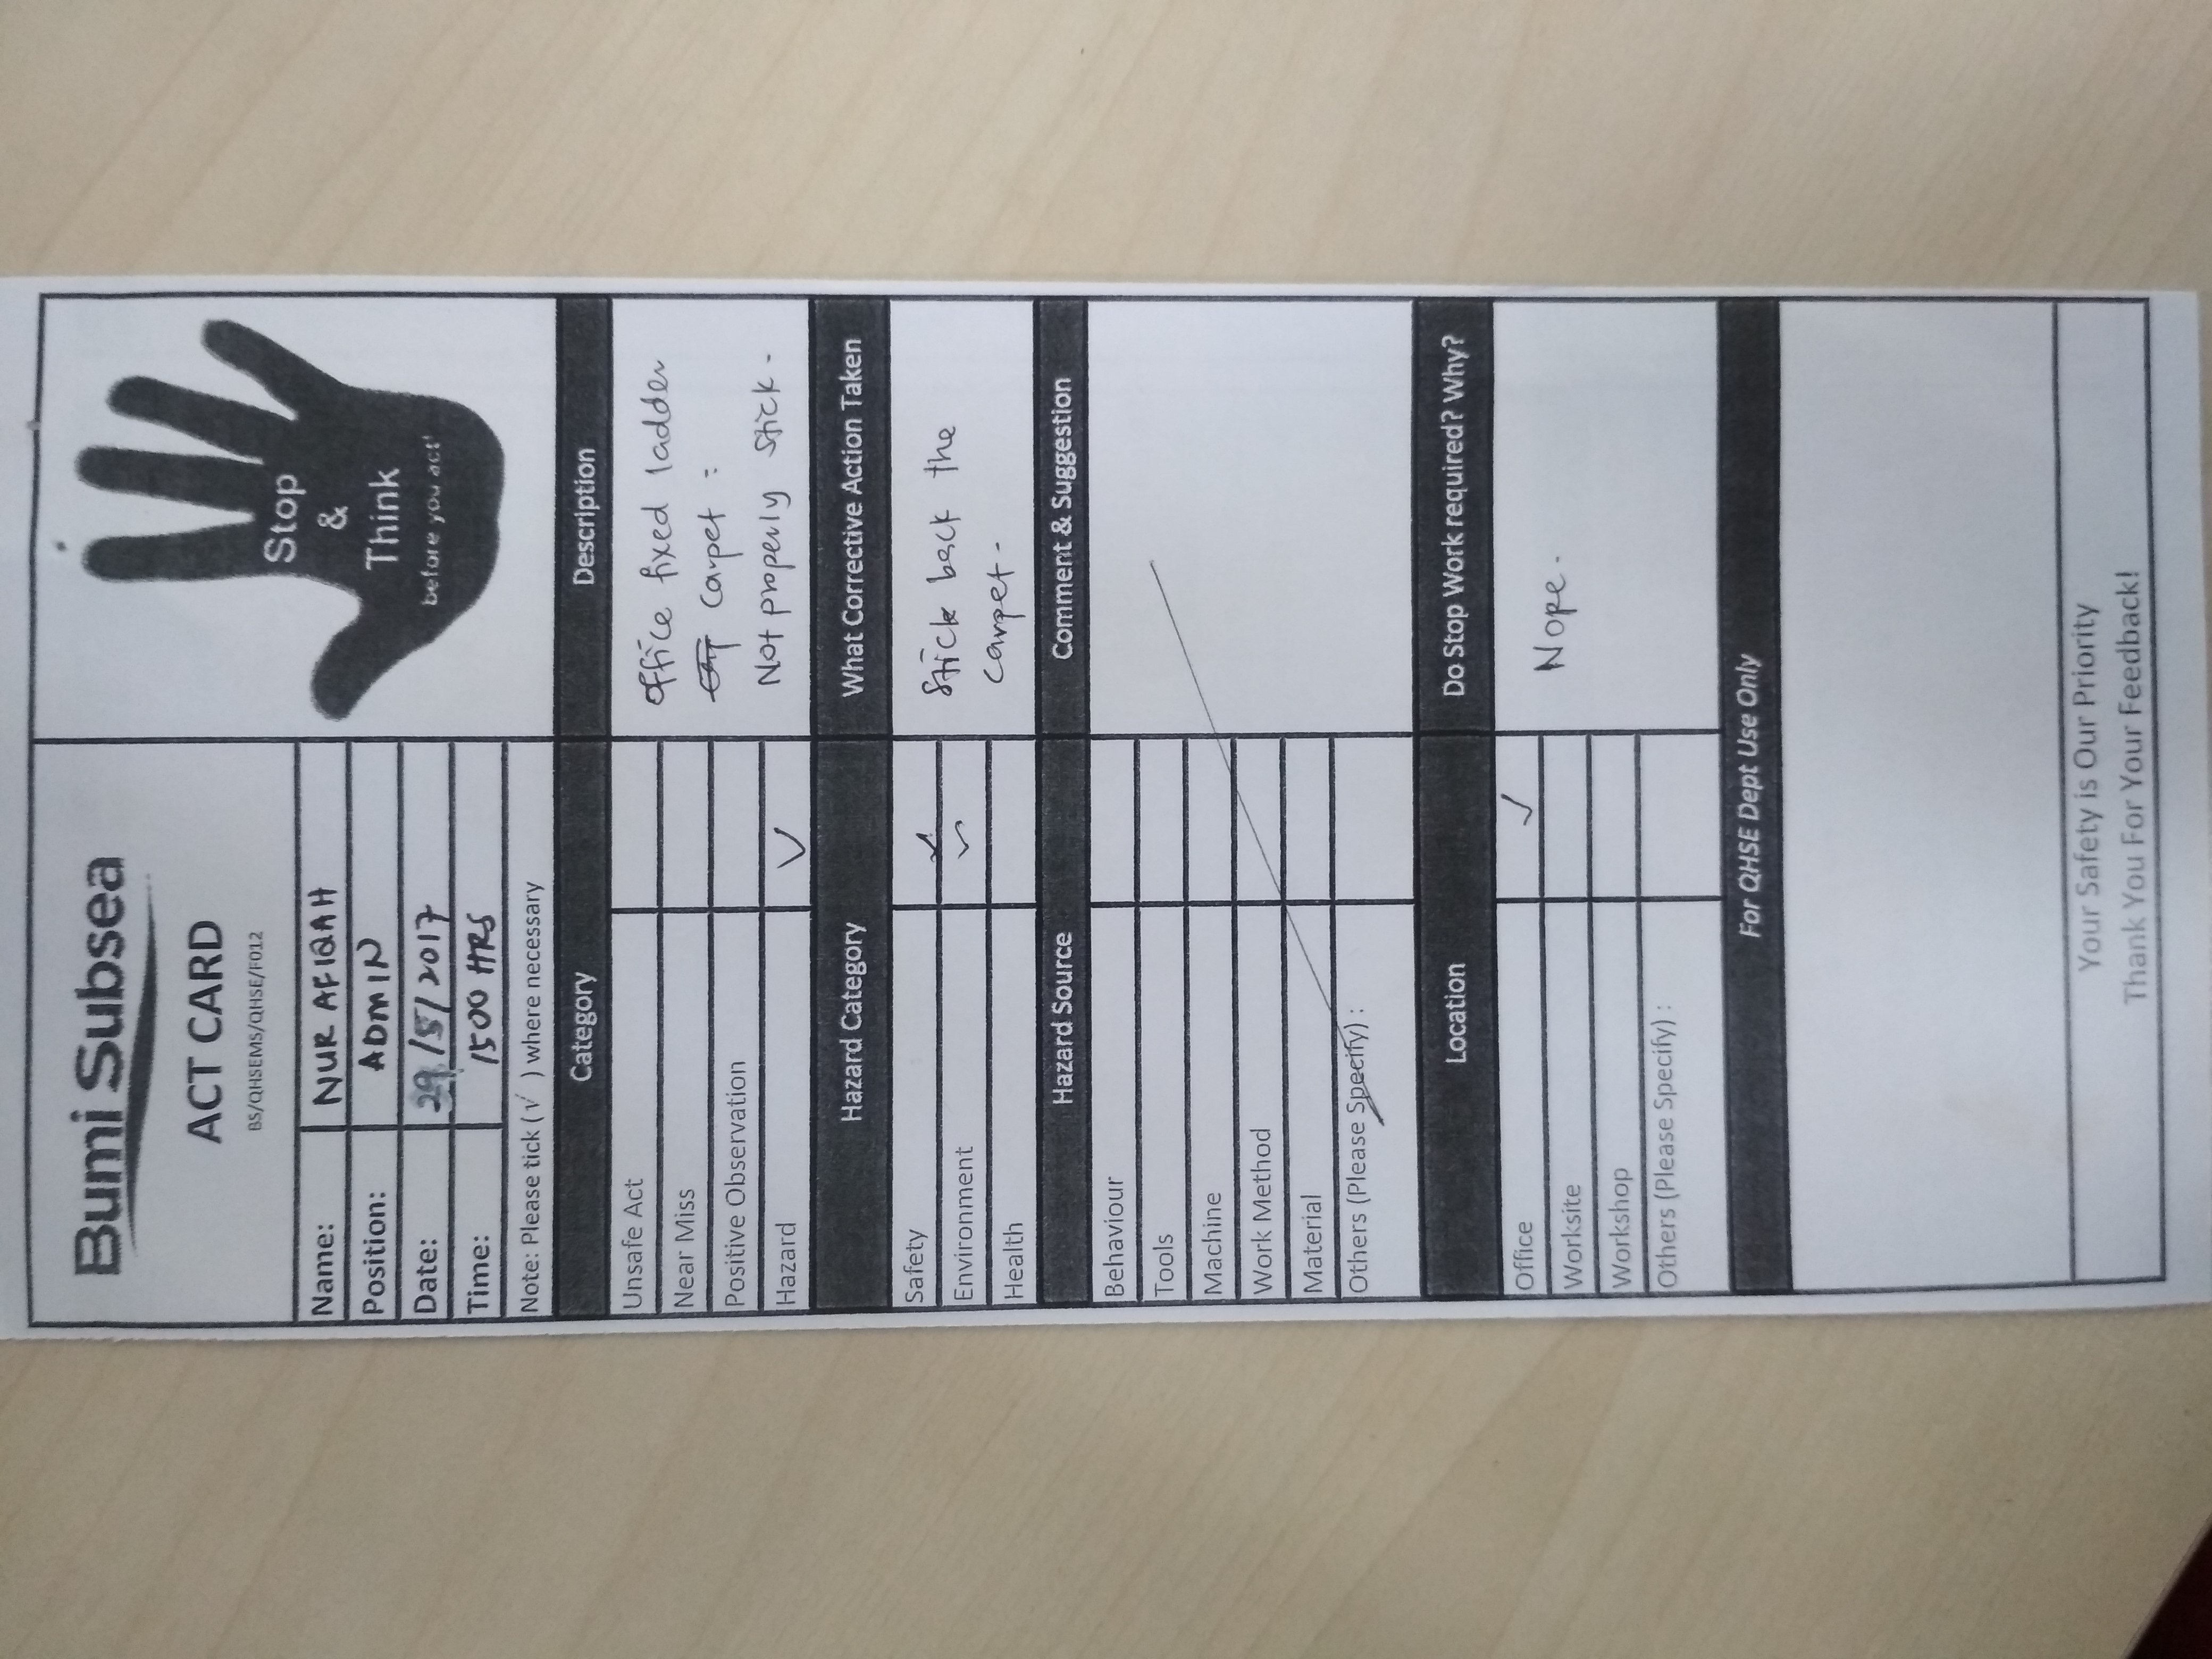 Bumi Subsea
ACT CARD
BS/QHSEMS/QHSE/F012
Stop
&
Think
before you act'
Name: NUR AFIQAH
Position: ADMIN
Date: 29/5/2017
Time: 1500 HRS
Note: Please tick (√ ) where necessary
Category Description
Unsafe Act
Near Miss
Positive Observation
Hazard ✓
Office fixed ladder
carpet :
Not properly stick.
Hazard Category What Corrective Action Taken
Safety ✓
Environment ✓
Health
Stick back the
carpet.
Hazard Source Comment & Suggestion
Behaviour
Tools
Machine
Work Method
Material
Others (Please Specify) :
Location Do Stop Work required? Why?
Office ✓
Worksite
Workshop
Others (Please Specify) :
Nope.
For QHSE Dept Use Only
Your Safety is Our Priority
Thank You For Your Feedback!